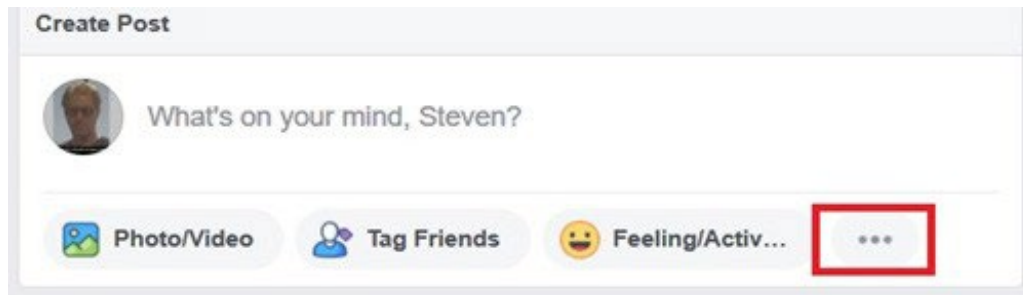 Create Post
What's on your mind, Steven?
Photo/Video Tag Friends Feeling/Activ... •••